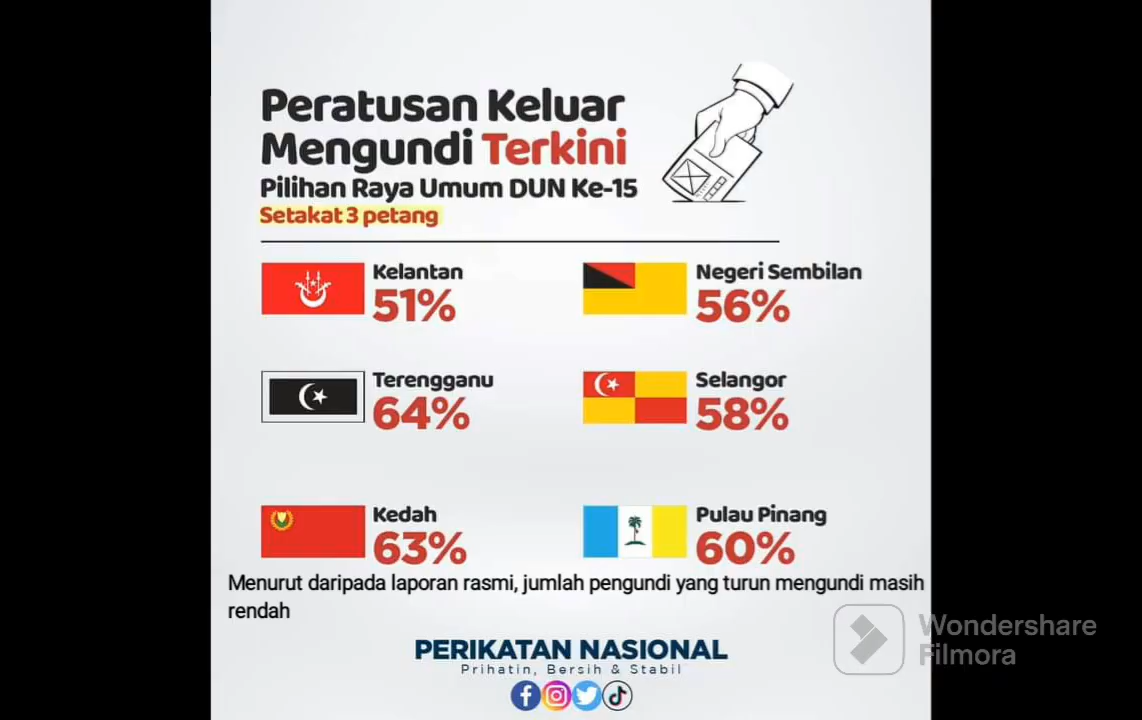 Peratusan Keluar
Mengundi Terkini
Pilihan Raya Umum DUN Ke-15
Setakat 3 petang
Kelantan
51%
Negeri Sembilan
56%
Terengganu
64%
Selangor
58%
Kedah
63%
Pulau Pinang
60%
Menurut daripada laporan rasmi, jumlah pengundi yang turun mengundi masih
rendah
PERIKATAN NASIONAL
Prihatin, Bersih & Stabil
Wondershare
Filmora